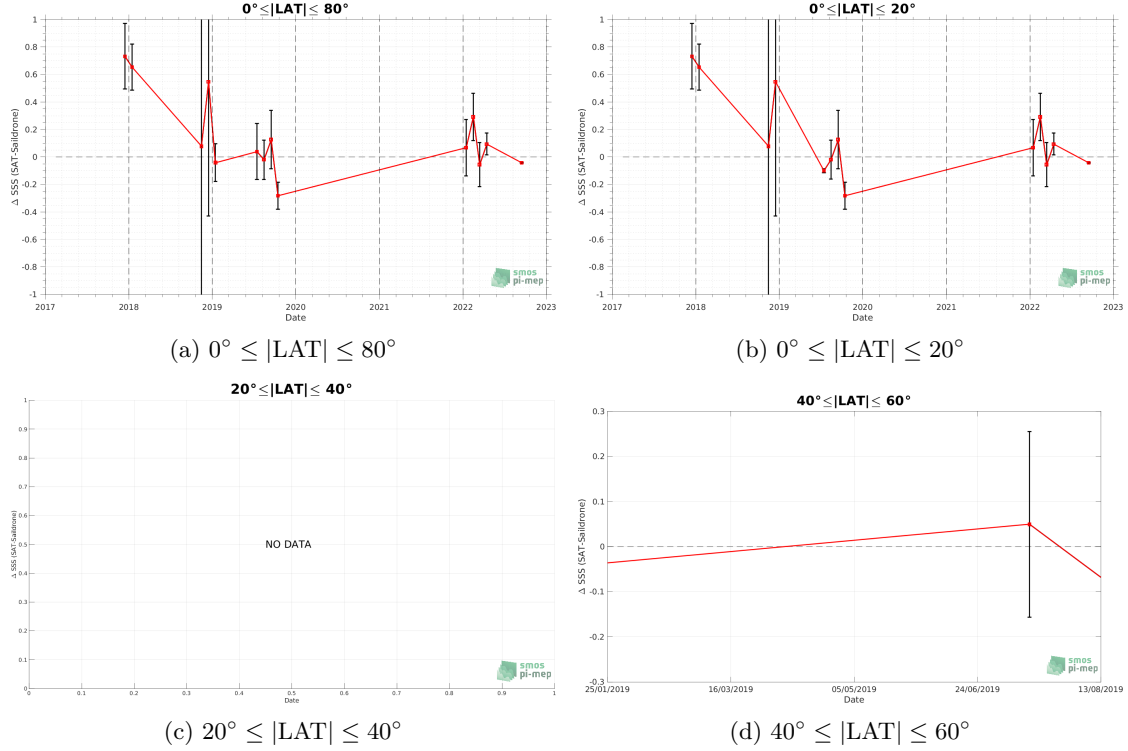 0°≤|LAT|≤ 80°
1
0.8
0.6
0.4
0.2
0
-0.2
-0.4
-0.6
-0.8
-1
Δ SSS (SAT-Saildrone)
2017 2018 2019 2020 2021 2022 2023
Date
smos
pi-mep
(a) 0° ≤ |LAT| ≤ 80°
0°≤|LAT|≤ 20°
1
0.8
0.6
0.4
0.2
0
-0.2
-0.4
-0.6
-0.8
-1
Δ SSS (SAT-Saildrone)
2017 2018 2019 2020 2021 2022 2023
Date
smos
pi-mep
(b) 0° ≤ |LAT| ≤ 20°
20°≤|LAT|≤ 40°
1
0.9
0.8
0.7
0.6
0.5
0.4
0.3
0.2
0.1
0
Δ SSS (SAT-Saildrone)
NO DATA
0 0.1 0.2 0.3 0.4 0.5 0.6 0.7 0.8 0.9 1
Date
smos
pi-mep
(c) 20° ≤ |LAT| ≤ 40°
40°≤|LAT|≤ 60°
0.3
0.2
0.1
0
-0.1
-0.2
-0.3
Δ SSS (SAT-Saildrone)
25/01/2019 16/03/2019 05/05/2019 24/06/2019 13/08/2019
Date
smos
pi-mep
(d) 40° ≤ |LAT| ≤ 60°